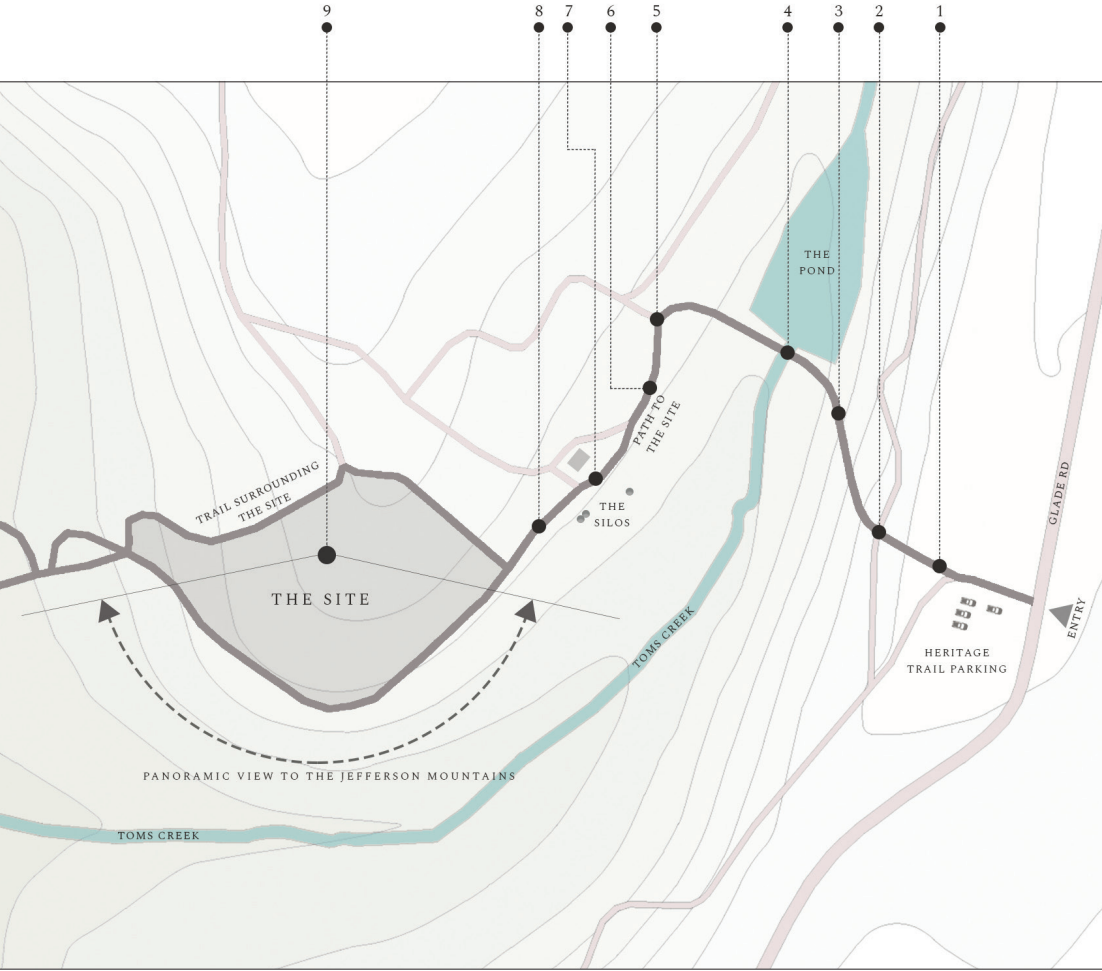 9 8 7 6 5 4 3 2 1
THE
POND
PATH TO
THE SITE
TRAIL SURROUNDING
THE SITE
THE
SILOS
GLADE RD
THE SITE
ENTRY
TOMS CREEK
HERITAGE
TRAIL PARKING
PANORAMIC VIEW TO THE JEFFERSON MOUNTAINS
TOMS CREEK